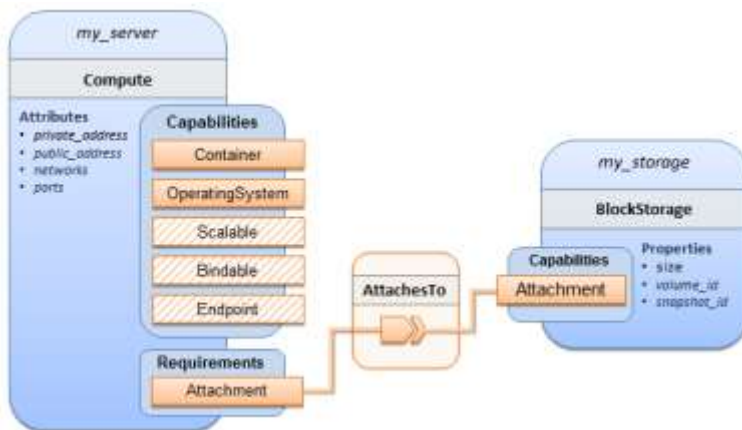 my_server
Compute
Attributes
• private_address
• public_address
• networks
• ports
Capabilities
Container
OperatingSystem
Scalable
Bindable
Endpoint
Requirements
Attachment
AttachesTo
my_storage
BlockStorage
Capabilities
Attachment
Properties
• size
• volume_id
• snapshot_id